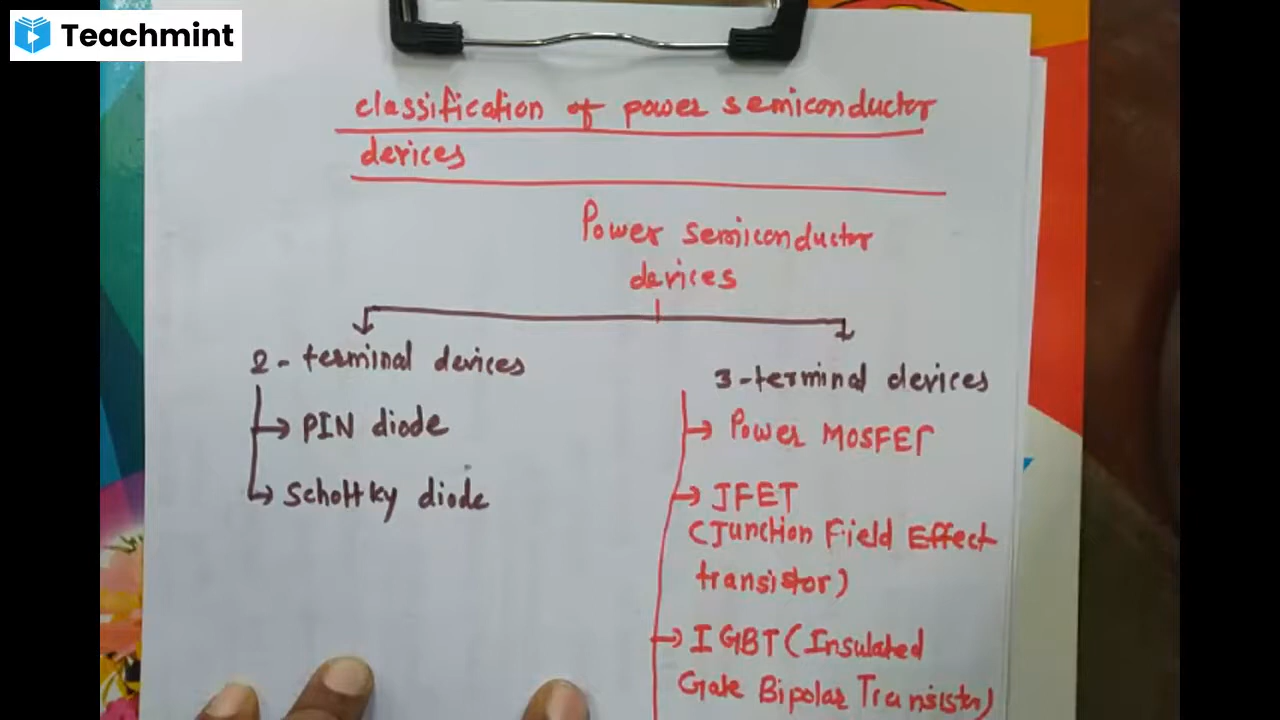 Teachmint
classification of power semiconductor
devices
Power semiconductor
devices
2 - terminal devices
PIN diode
Schottky diode
3 - terminal devices
Power MOSFET
JFET
(Junction Field Effect
transistor)
IGBT (Insulated
Gate Bipolar Transistor)